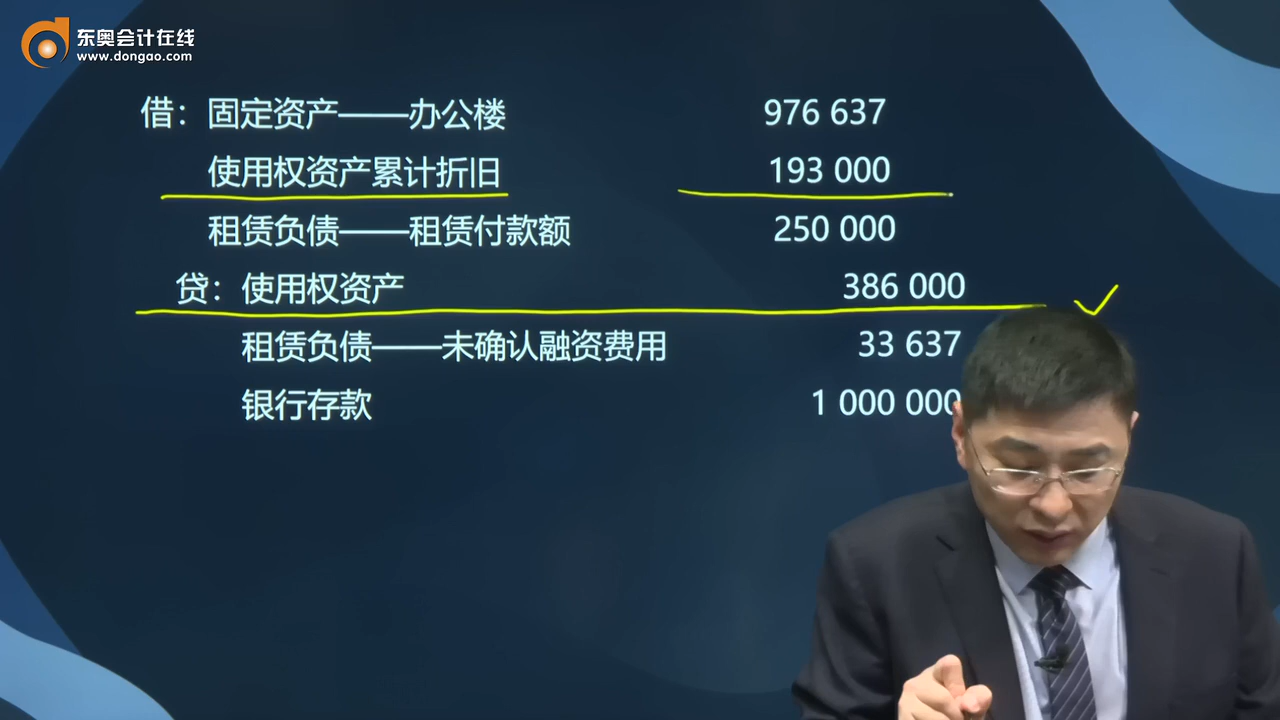 东奥会计在线
www.dongao.com
借：固定资产——办公楼 976 637
使用权资产累计折旧 193 000
租赁负债——租赁付款额 250 000
贷：使用权资产 386 000
租赁负债——未确认融资费用 33 637
银行存款 1 000 000